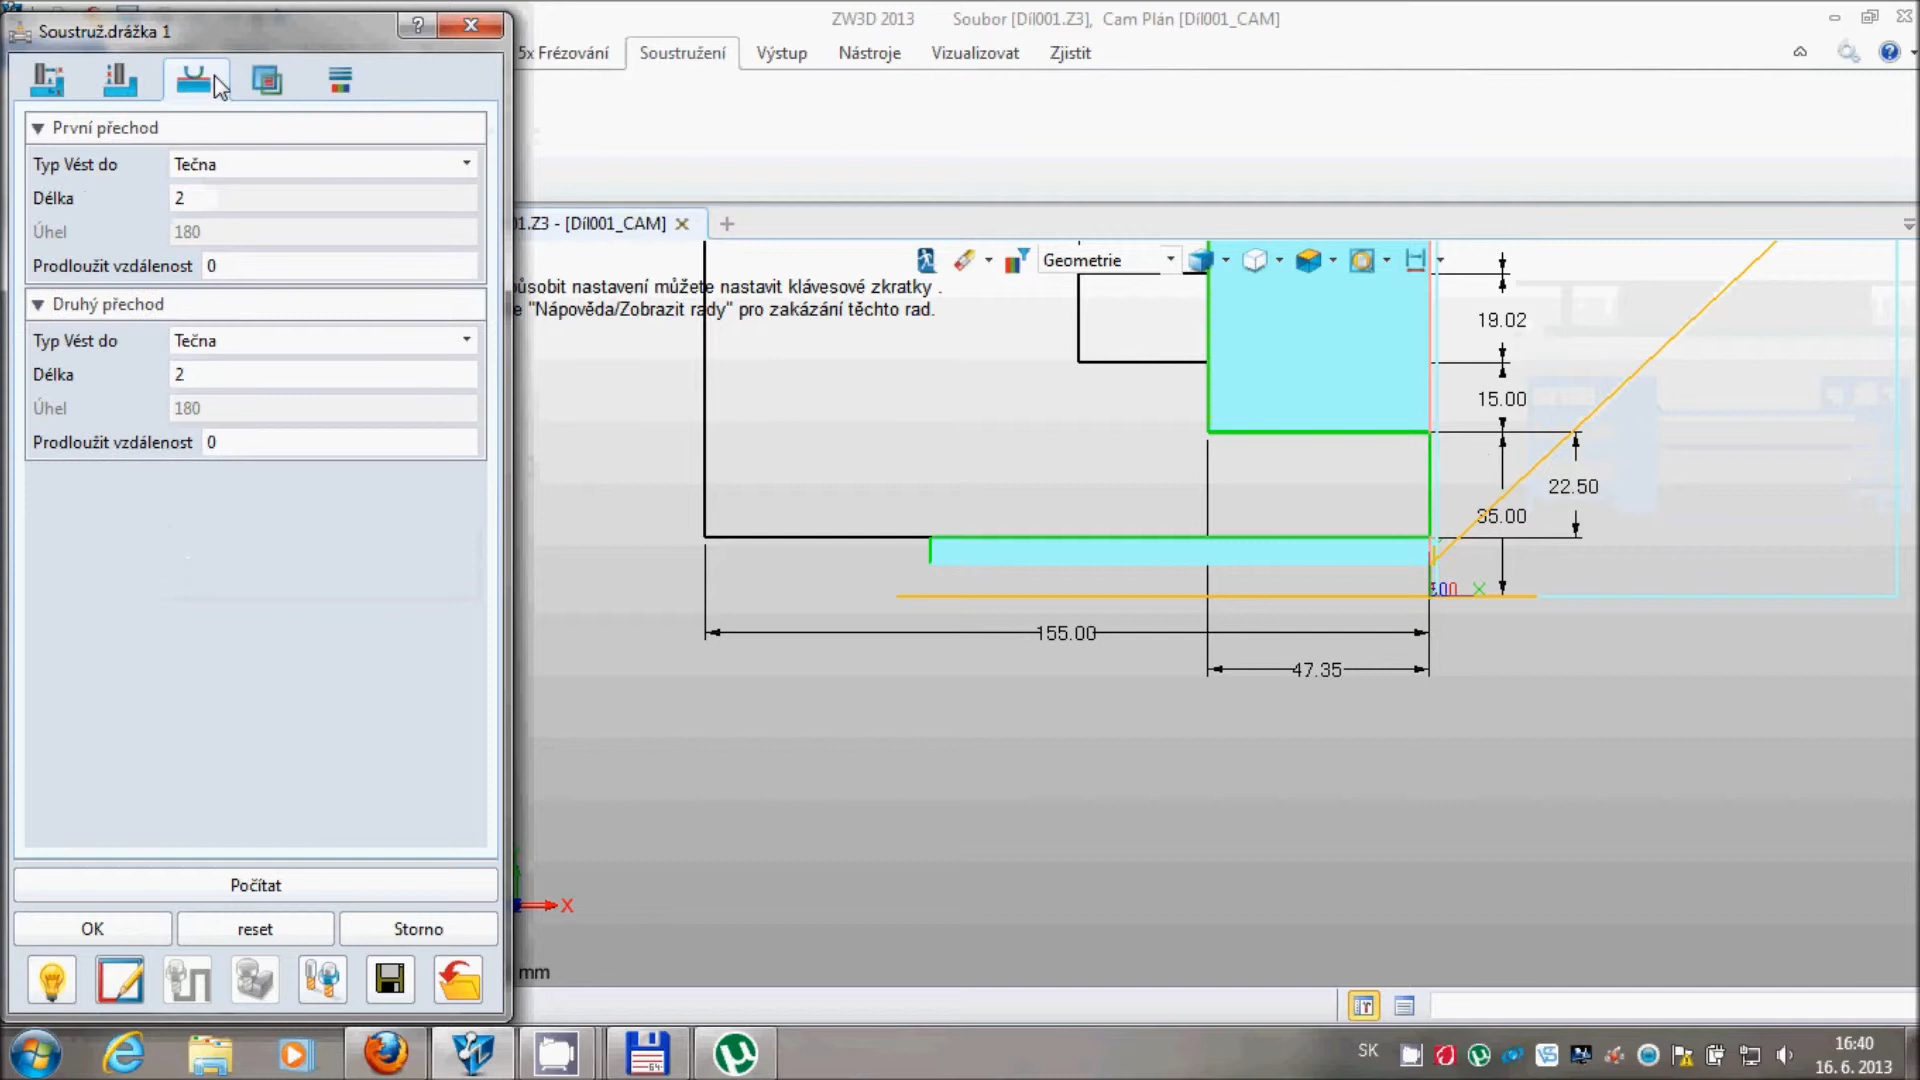 Soustruž.drážka 1
ZW3D 2013
Soubor [Díl001.Z3], Cam Plán [Díl001_CAM]
5x Frézování
Soustružení
Výstup
Nástroje
Vizualizovat
Zjistit
První přechod
Typ Vést do
Tečna
Délka
2
Úhel
180
Prodloužit vzdálenost
0
Druhý přechod
Typ Vést do
Tečna
Délka
2
Úhel
180
Prodloužit vzdálenost
0
Počítat
OK
reset
Storno
01.Z3 - [Díl001_CAM]
Geometrie
ůsobit nastavení můžete nastavit klávesové zkratky .
e "Nápověda/Zobrazit rady" pro zakázání těchto rad.
19.02
15.00
22.50
35.00
X
155.00
47.35
X
mm
SK
16:40
16. 6. 2013